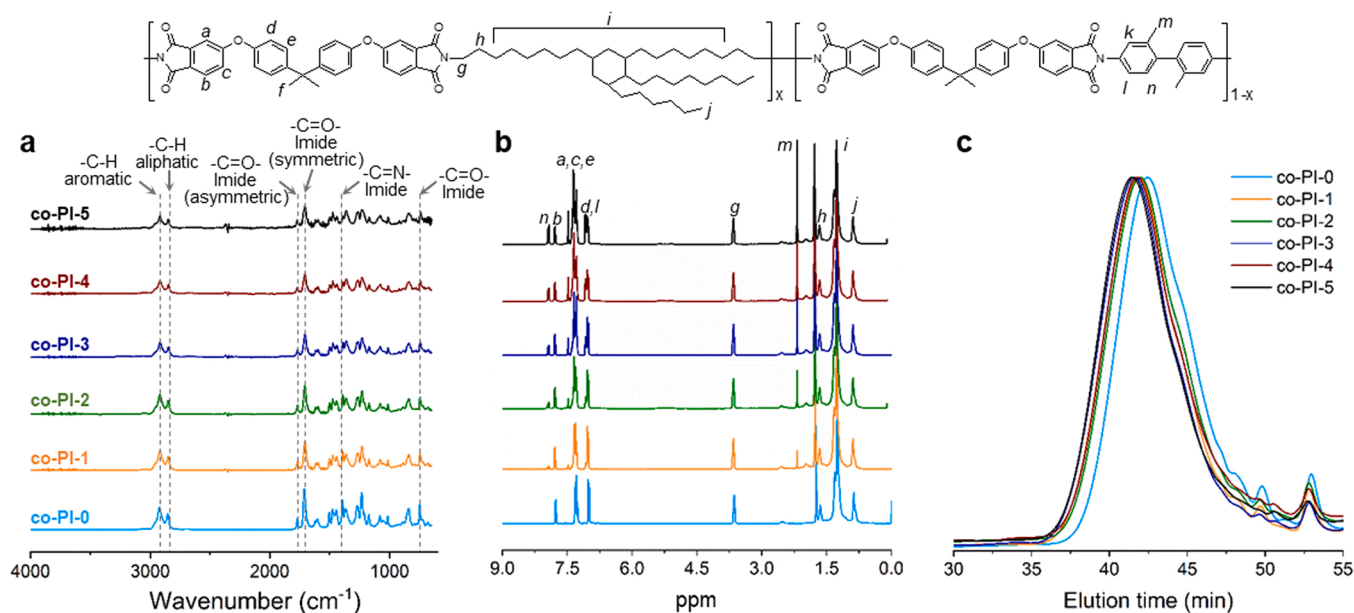 i
a d O O m
e h k
N N N N
c g
b f l n
j
X 1-X
a
-C-H
aromatic
-C-H
aliphatic
-C=O-
Imide
(asymmetric)
-C=O-
Imide
(symmetric)
-C=N-
Imide
-C=O-
Imide
co-PI-5
co-PI-4
co-PI-3
co-PI-2
co-PI-1
co-PI-0
4000 3000 2000 1000
Wavenumber (cm⁻¹)
b
a,c,e
n b
d,l
g
m
h
i
j
9.0 7.5 6.0 4.5 3.0 1.5 0.0
ppm
c
co-PI-0
co-PI-1
co-PI-2
co-PI-3
co-PI-4
co-PI-5
30 35 40 45 50 55
Elution time (min)